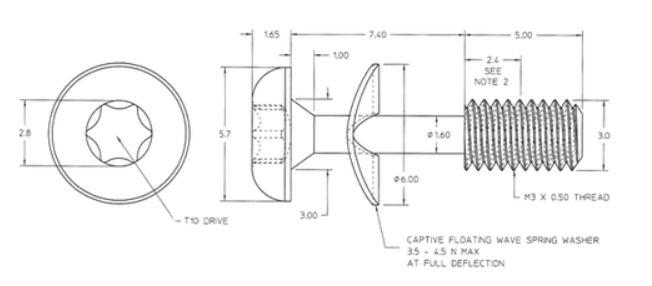 1.65
7.40
5.00
1.00
2.4
SEE
NOTE 2
2.8
5.7
Ø1.60
3.0
Ø6.00
3.00
T10 DRIVE
M3 X 0.50 THREAD
CAPTIVE FLOATING WAVE SPRING WASHER
3.5 - 4.5 N MAX
AT FULL DEFLECTION